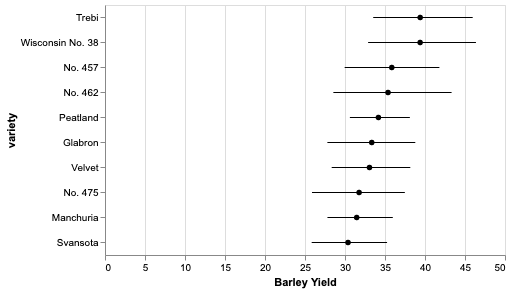 Trebi
Wisconsin No. 38
No. 457
No. 462
Peatland
Glabron
Velvet
No. 475
Manchuria
Svansota
variety
0 5 10 15 20 25 30 35 40 45 50
Barley Yield